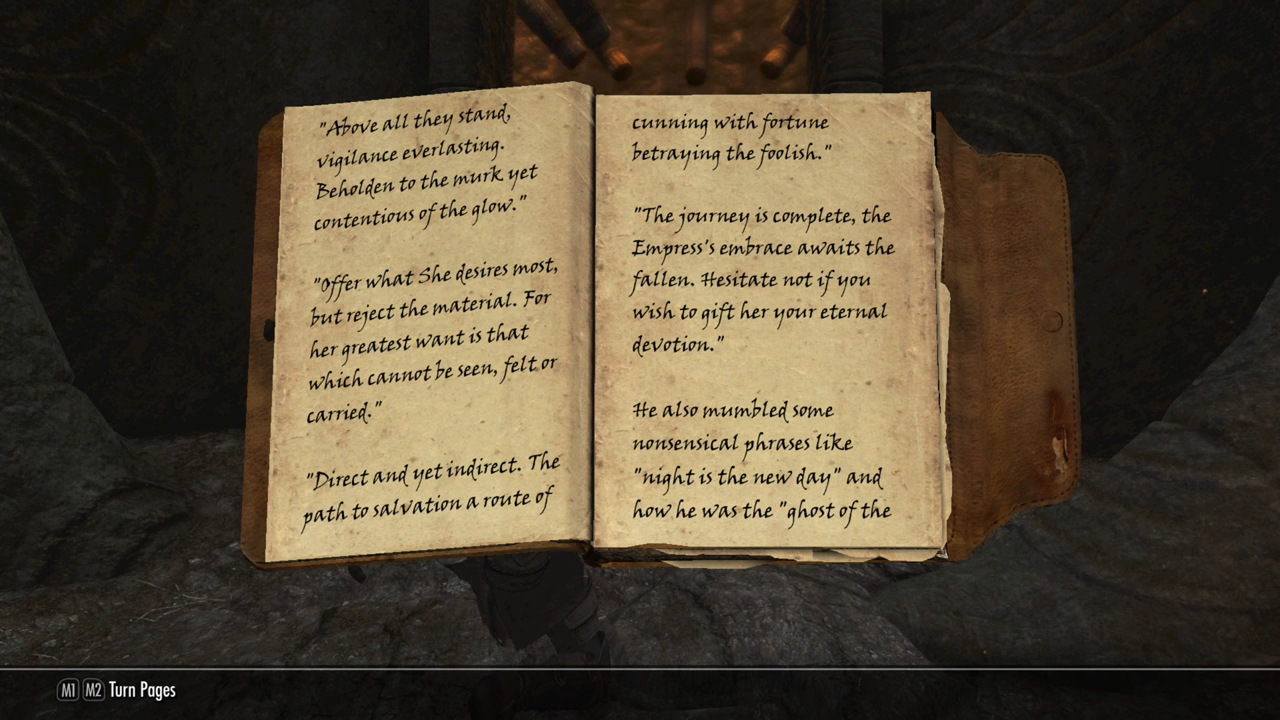 "Above all they stand,
vigilance everlasting.
Beholden to the murk yet
contentious of the glow."
"Offer what She desires most,
but reject the material. For
her greatest want is that
which cannot be seen, felt or
carried."
"Direct and yet indirect. The
path to salvation a route of
cunning with fortune
betraying the foolish."
"The journey is complete, the
Empress's embrace awaits the
fallen. Hesitate not if you
wish to gift her your eternal
devotion."
He also mumbled some
nonsensical phrases like
"night is the new day" and
how he was the "ghost of the
M1 M2 Turn Pages